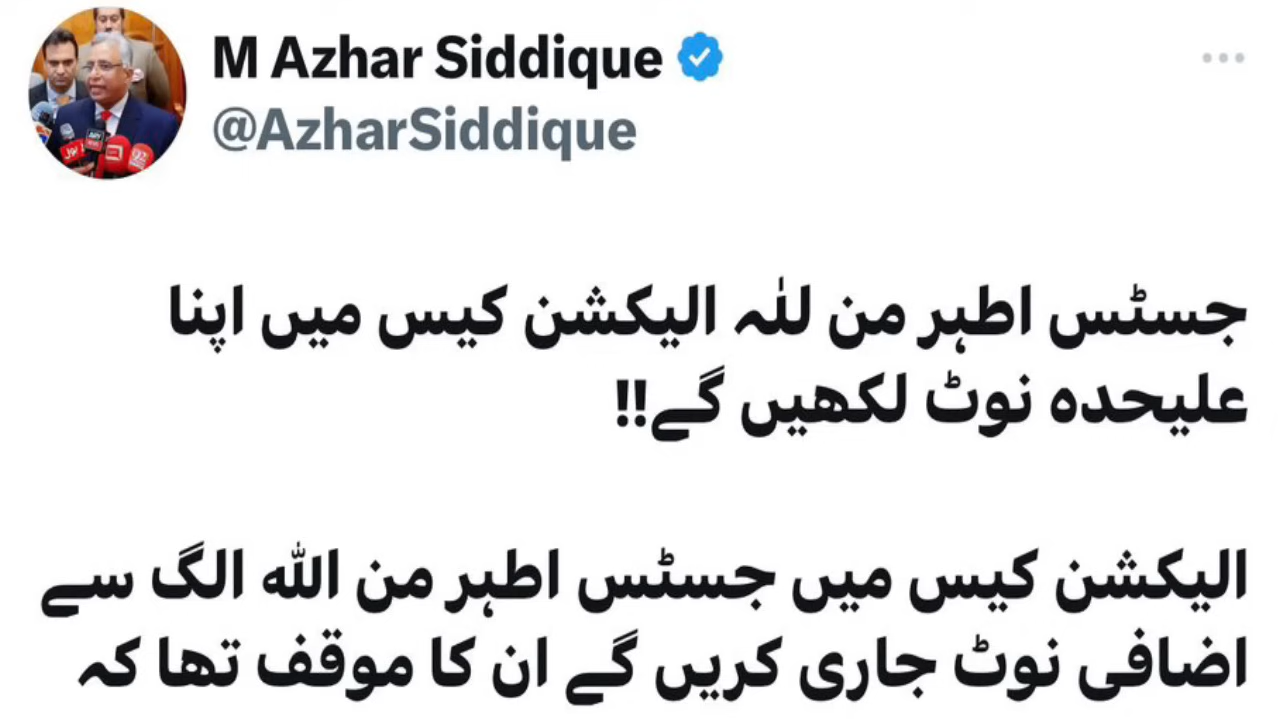 M Azhar Siddique
@AzharSiddique
جسٹس اطہر من للٰہ الیکشن کیس میں اپنا
علیحدہ نوٹ لکھیں گے!!
الیکشن کیس میں جسٹس اطہر من اللہ الگ سے
اضافی نوٹ جاری کریں گے ان کا موقف تھا کہ